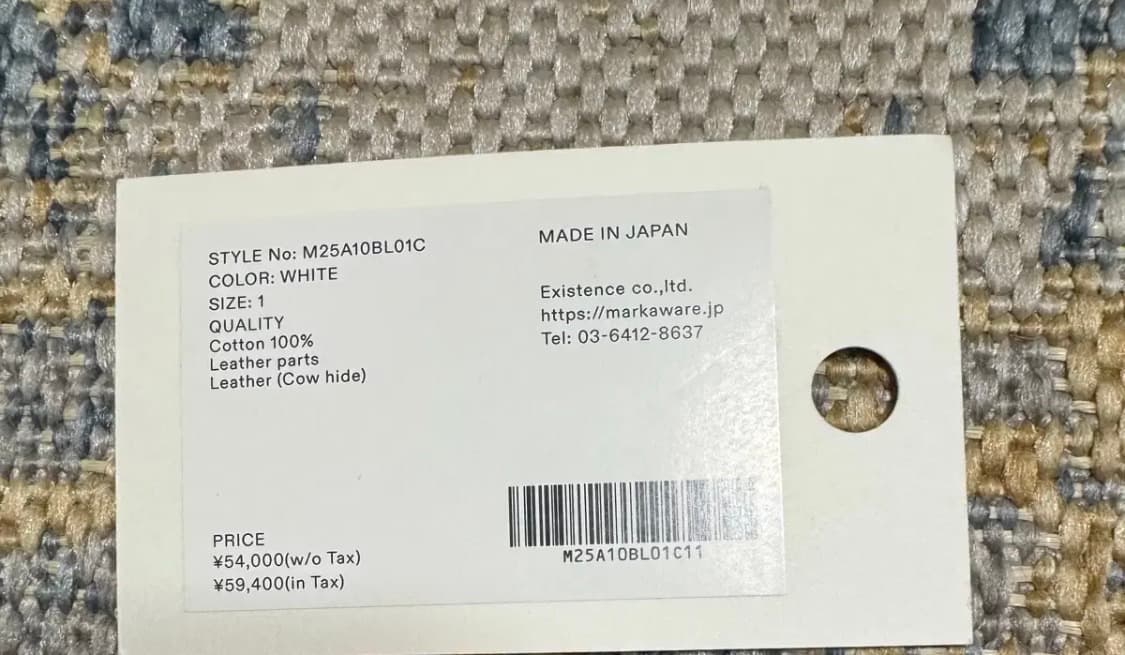 STYLE No: M25A10BL01C
COLOR: WHITE
SIZE: 1
QUALITY
Cotton 100%
Leather parts
Leather (Cow hide)
MADE IN JAPAN
Existence co.,ltd.
https://markaware.jp
Tel: 03-6412-8637
PRICE
¥54,000(w/o Tax)
¥59,400(in Tax)
M25A10BL01C11